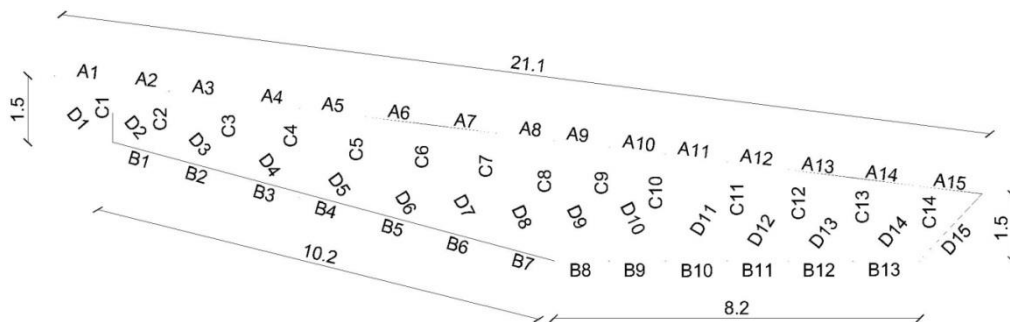 21.1
A1 A2 A3 A4 A5 A6 A7 A8 A9 A10 A11 A12 A13 A14 A15
1.5
C1 C2 C3 C4 C5 C6 C7 C8 C9 C10 C11 C12 C13 C14
1.5
D1 D2 D3 D4 D5 D6 D7 D8 D9 D10 D11 D12 D13 D14 D15
B1 B2 B3 B4 B5 B6 B7 B8 B9 B10 B11 B12 B13
10.2
8.2